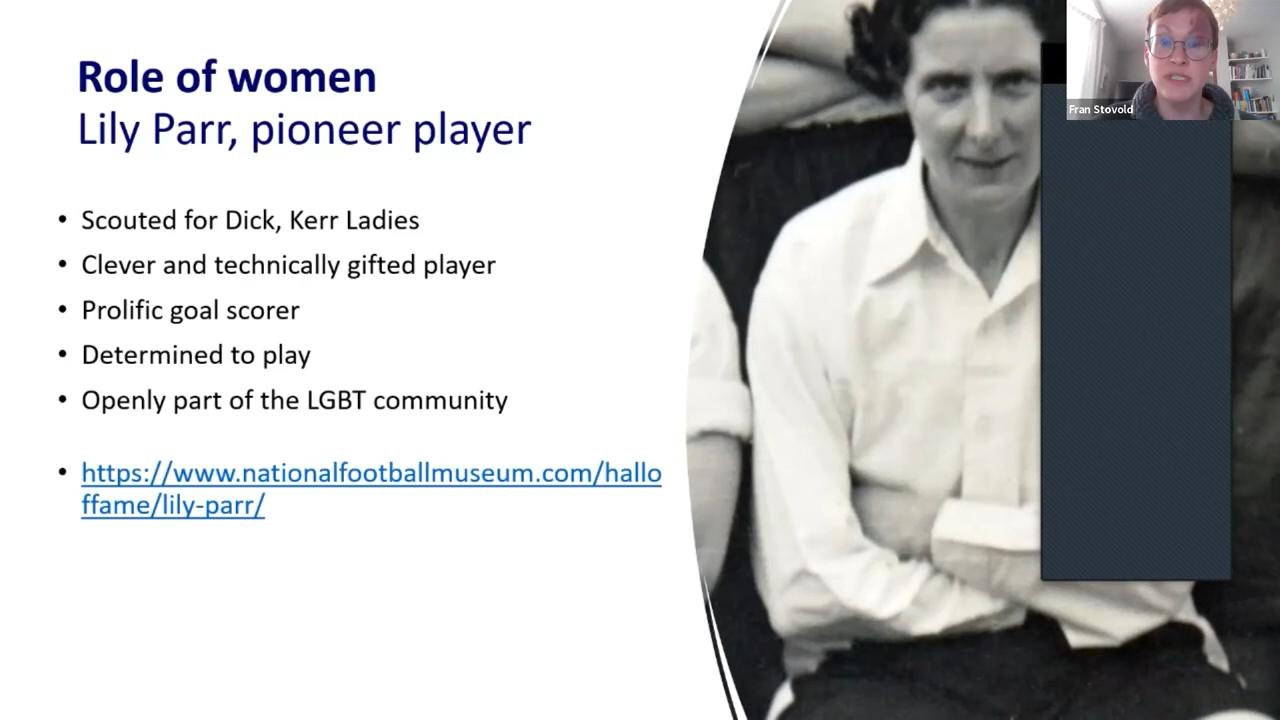 Role of women
Lily Parr, pioneer player
• Scouted for Dick, Kerr Ladies
• Clever and technically gifted player
• Prolific goal scorer
• Determined to play
• Openly part of the LGBT community
• https://www.nationalfootballmuseum.com/hallo
ffame/lily-parr/
Fran Stovold